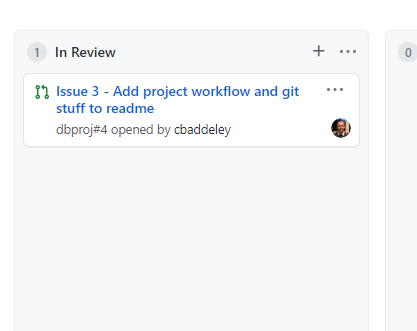 1 In Review
Issue 3 - Add project workflow and git
stuff to readme
dbproj#4 opened by cbaddeley
0